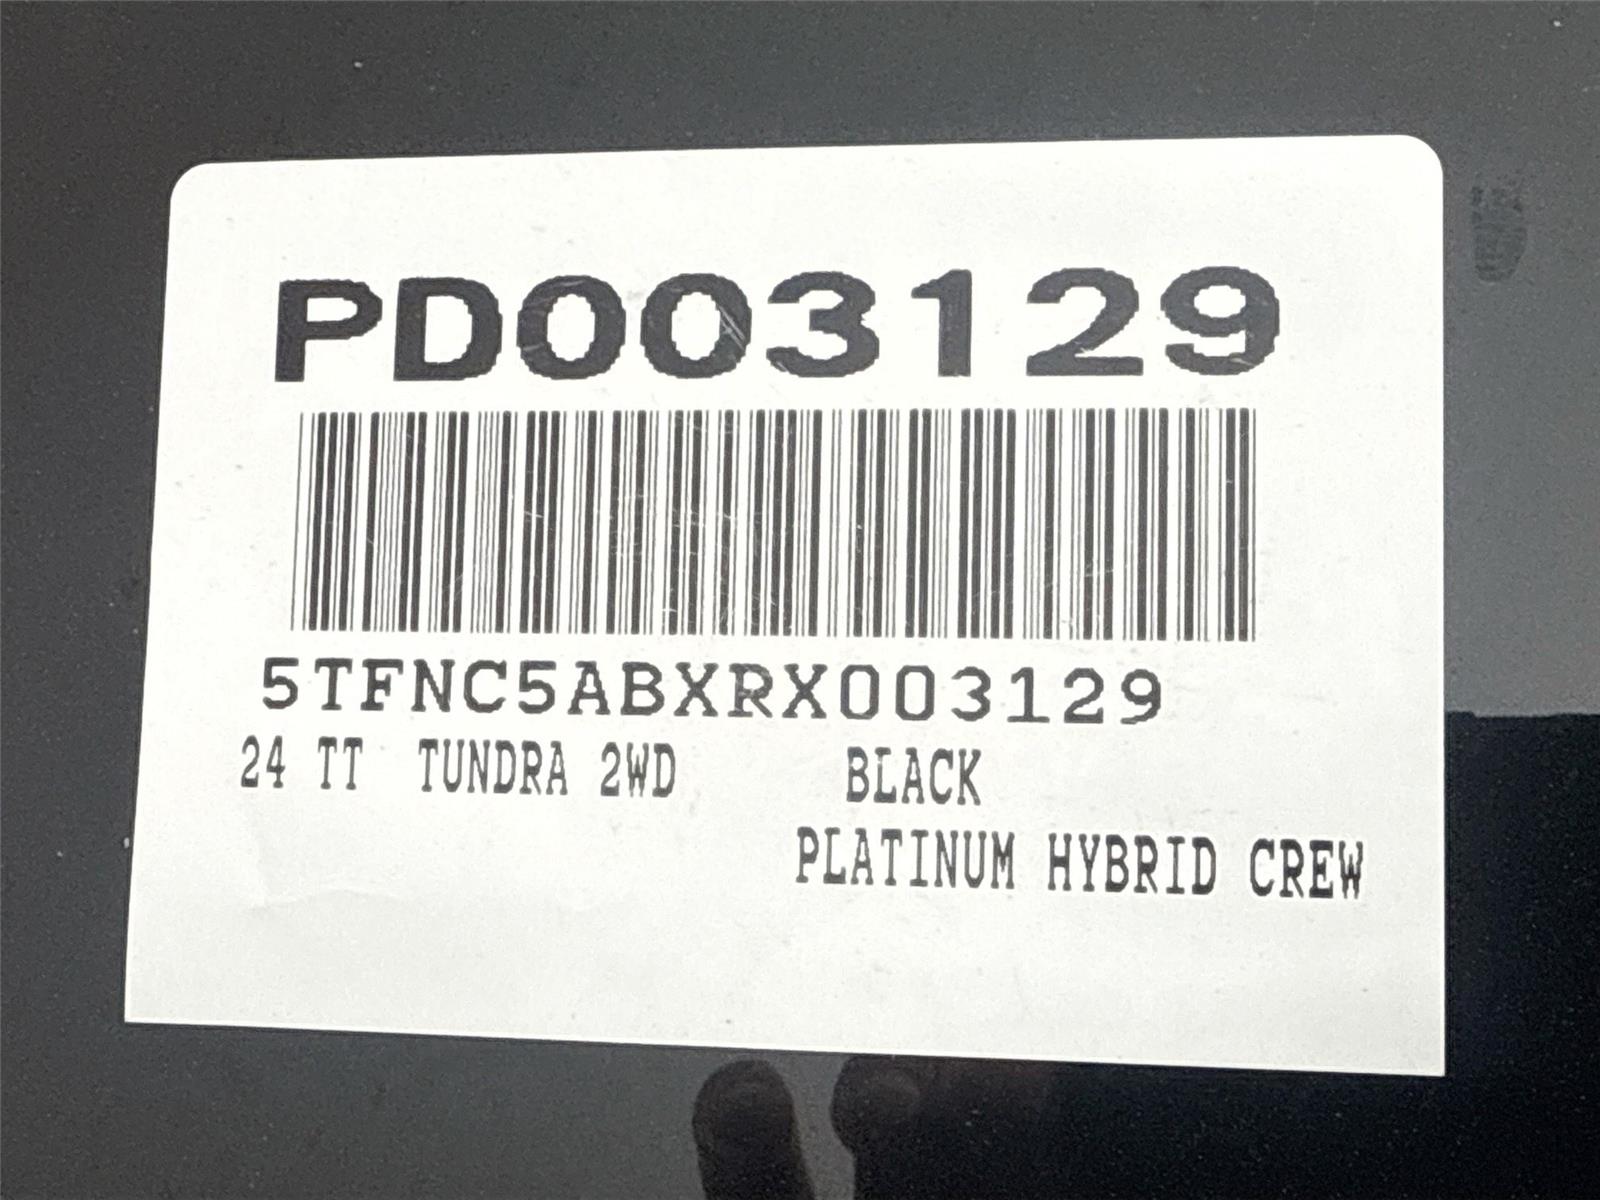 PD003129
5TFNC5ABXRX003129
24 TT TUNDRA 2WD BLACK
PLATINUM HYBRID CREW